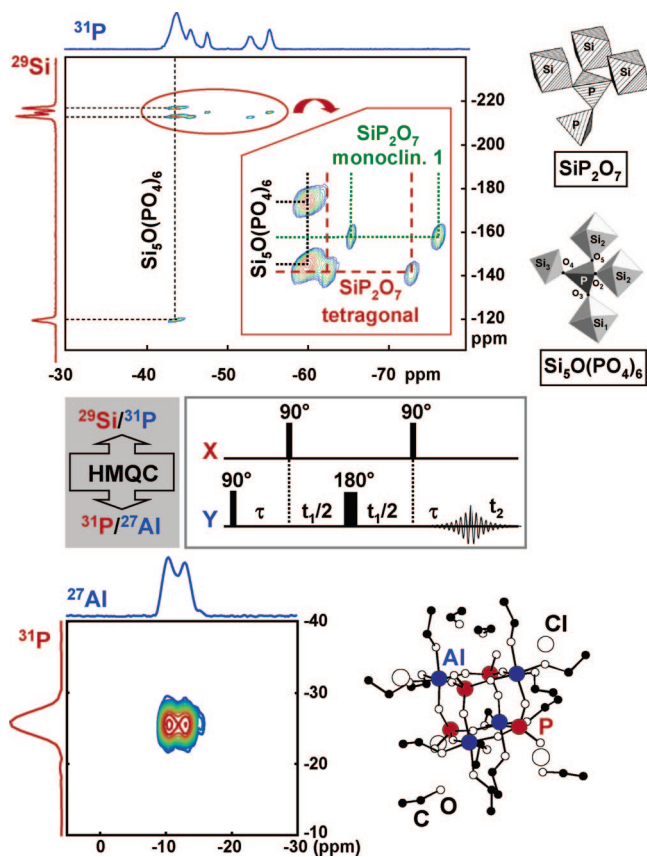 ³¹P
²⁹Si
-220
-200
-180
-160
-140
-120
ppm
-30
-40
-50
-60
-70
ppm
Si₅O(PO₄)₆
SiP₂O₇
monoclin. 1
Si₅O(PO₄)₆
SiP₂O₇
tetragonal
Si
Si
Si
P
P
SiP₂O₇
Si₂
Si₃
O₄
O₅
P
O₂
Si₂
O₃
Si₁
Si₅O(PO₄)₆
²⁹Si/³¹P
HMQC
³¹P/²⁷Al
90°
90°
X
90°
180°
Y
τ
t₁/2
t₁/2
τ
t₂
²⁷Al
³¹P
-40
-30
-20
-10
0
-10
-20
-30 (ppm)
Cl
Al
P
C
O